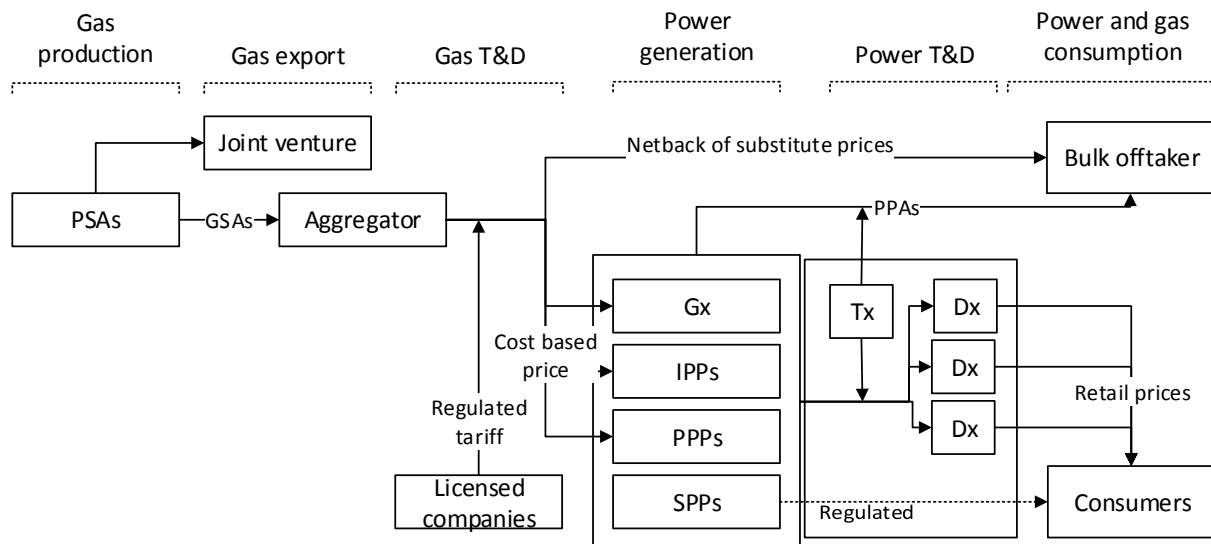 Gas
production
Gas export
Gas T&D
Power
generation
Power T&D
Power and gas
consumption
Joint venture
Netback of substitute prices
Bulk offtaker
PSAs
GSAs
Aggregator
PPAs
Gx
Tx
Dx
Cost based
price
IPPs
Dx
Retail prices
Regulated
tariff
PPPs
Dx
Licensed
companies
SPPs
Regulated
Consumers